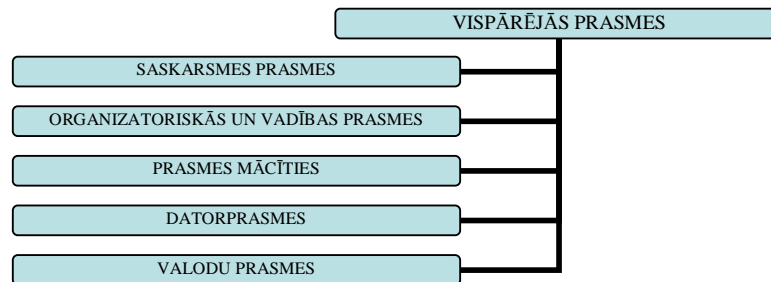 VISPĀRĒJĀS PRASMES
SASKARSMES PRASMES
ORGANIZATORISKĀS UN VADĪBAS PRASMES
PRASMES MĀCĪTIES
DATORPRASMES
VALODU PRASMES